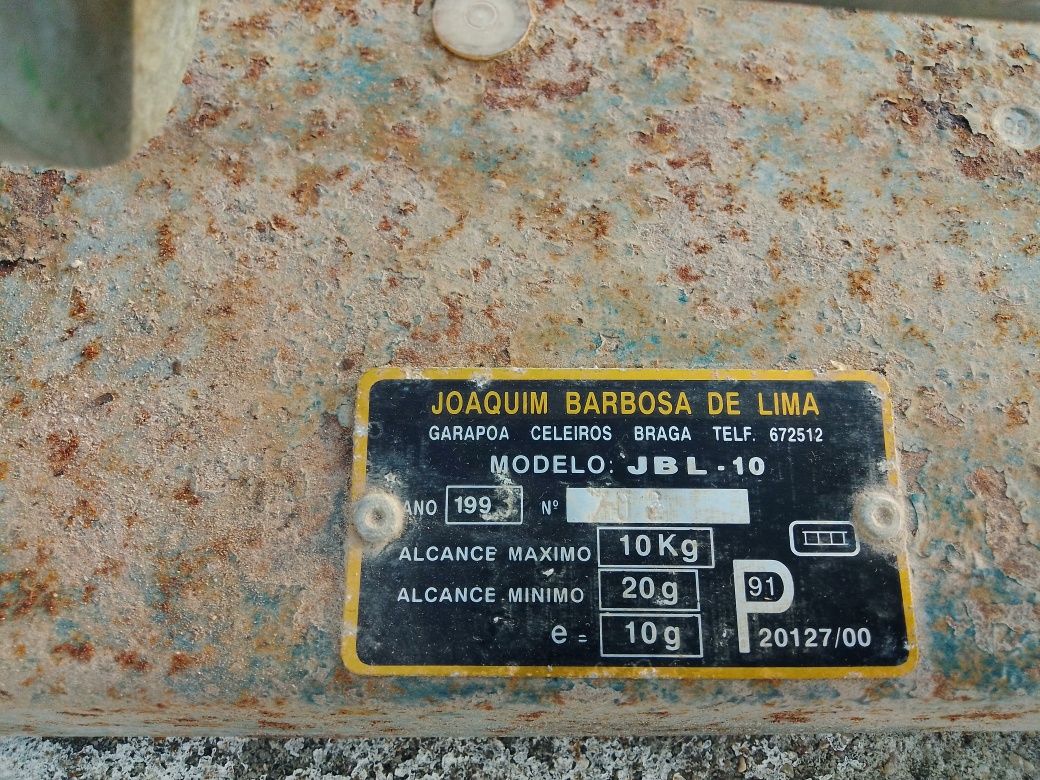 JOAQUIM BARBOSA DE LIMA
GARAPOA CELEIROS BRAGA TELF. 672512
MODELO: JBL-10
ANO 199 Nº
ALCANCE MAXIMO 10Kg
ALCANCE MINIMO 20g
e = 10g
P 91
20127/00